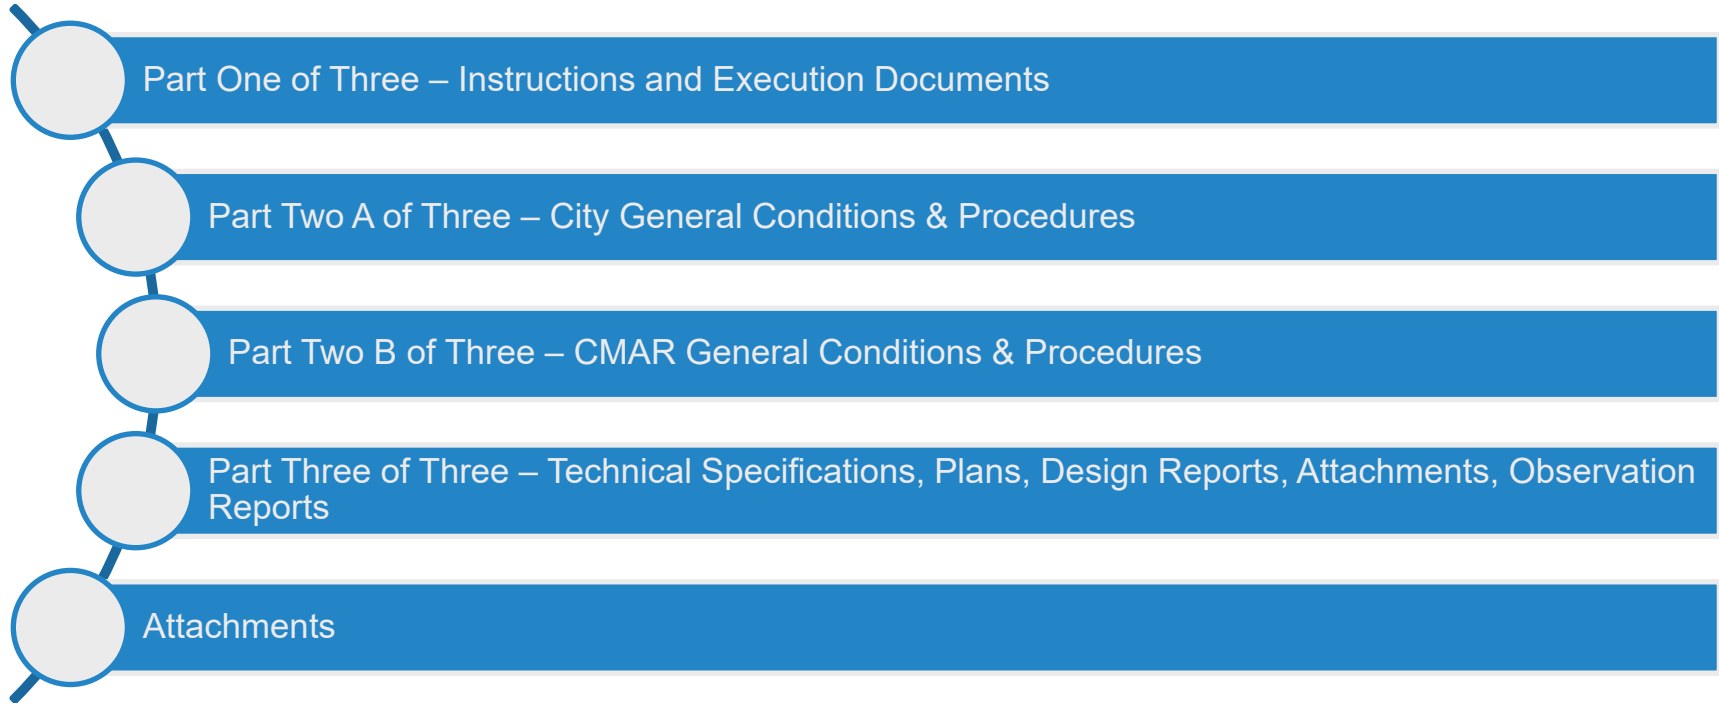 Part One of Three – Instructions and Execution Documents
Part Two A of Three – City General Conditions & Procedures
Part Two B of Three – CMAR General Conditions & Procedures
Part Three of Three – Technical Specifications, Plans, Design Reports, Attachments, Observation
Reports
Attachments